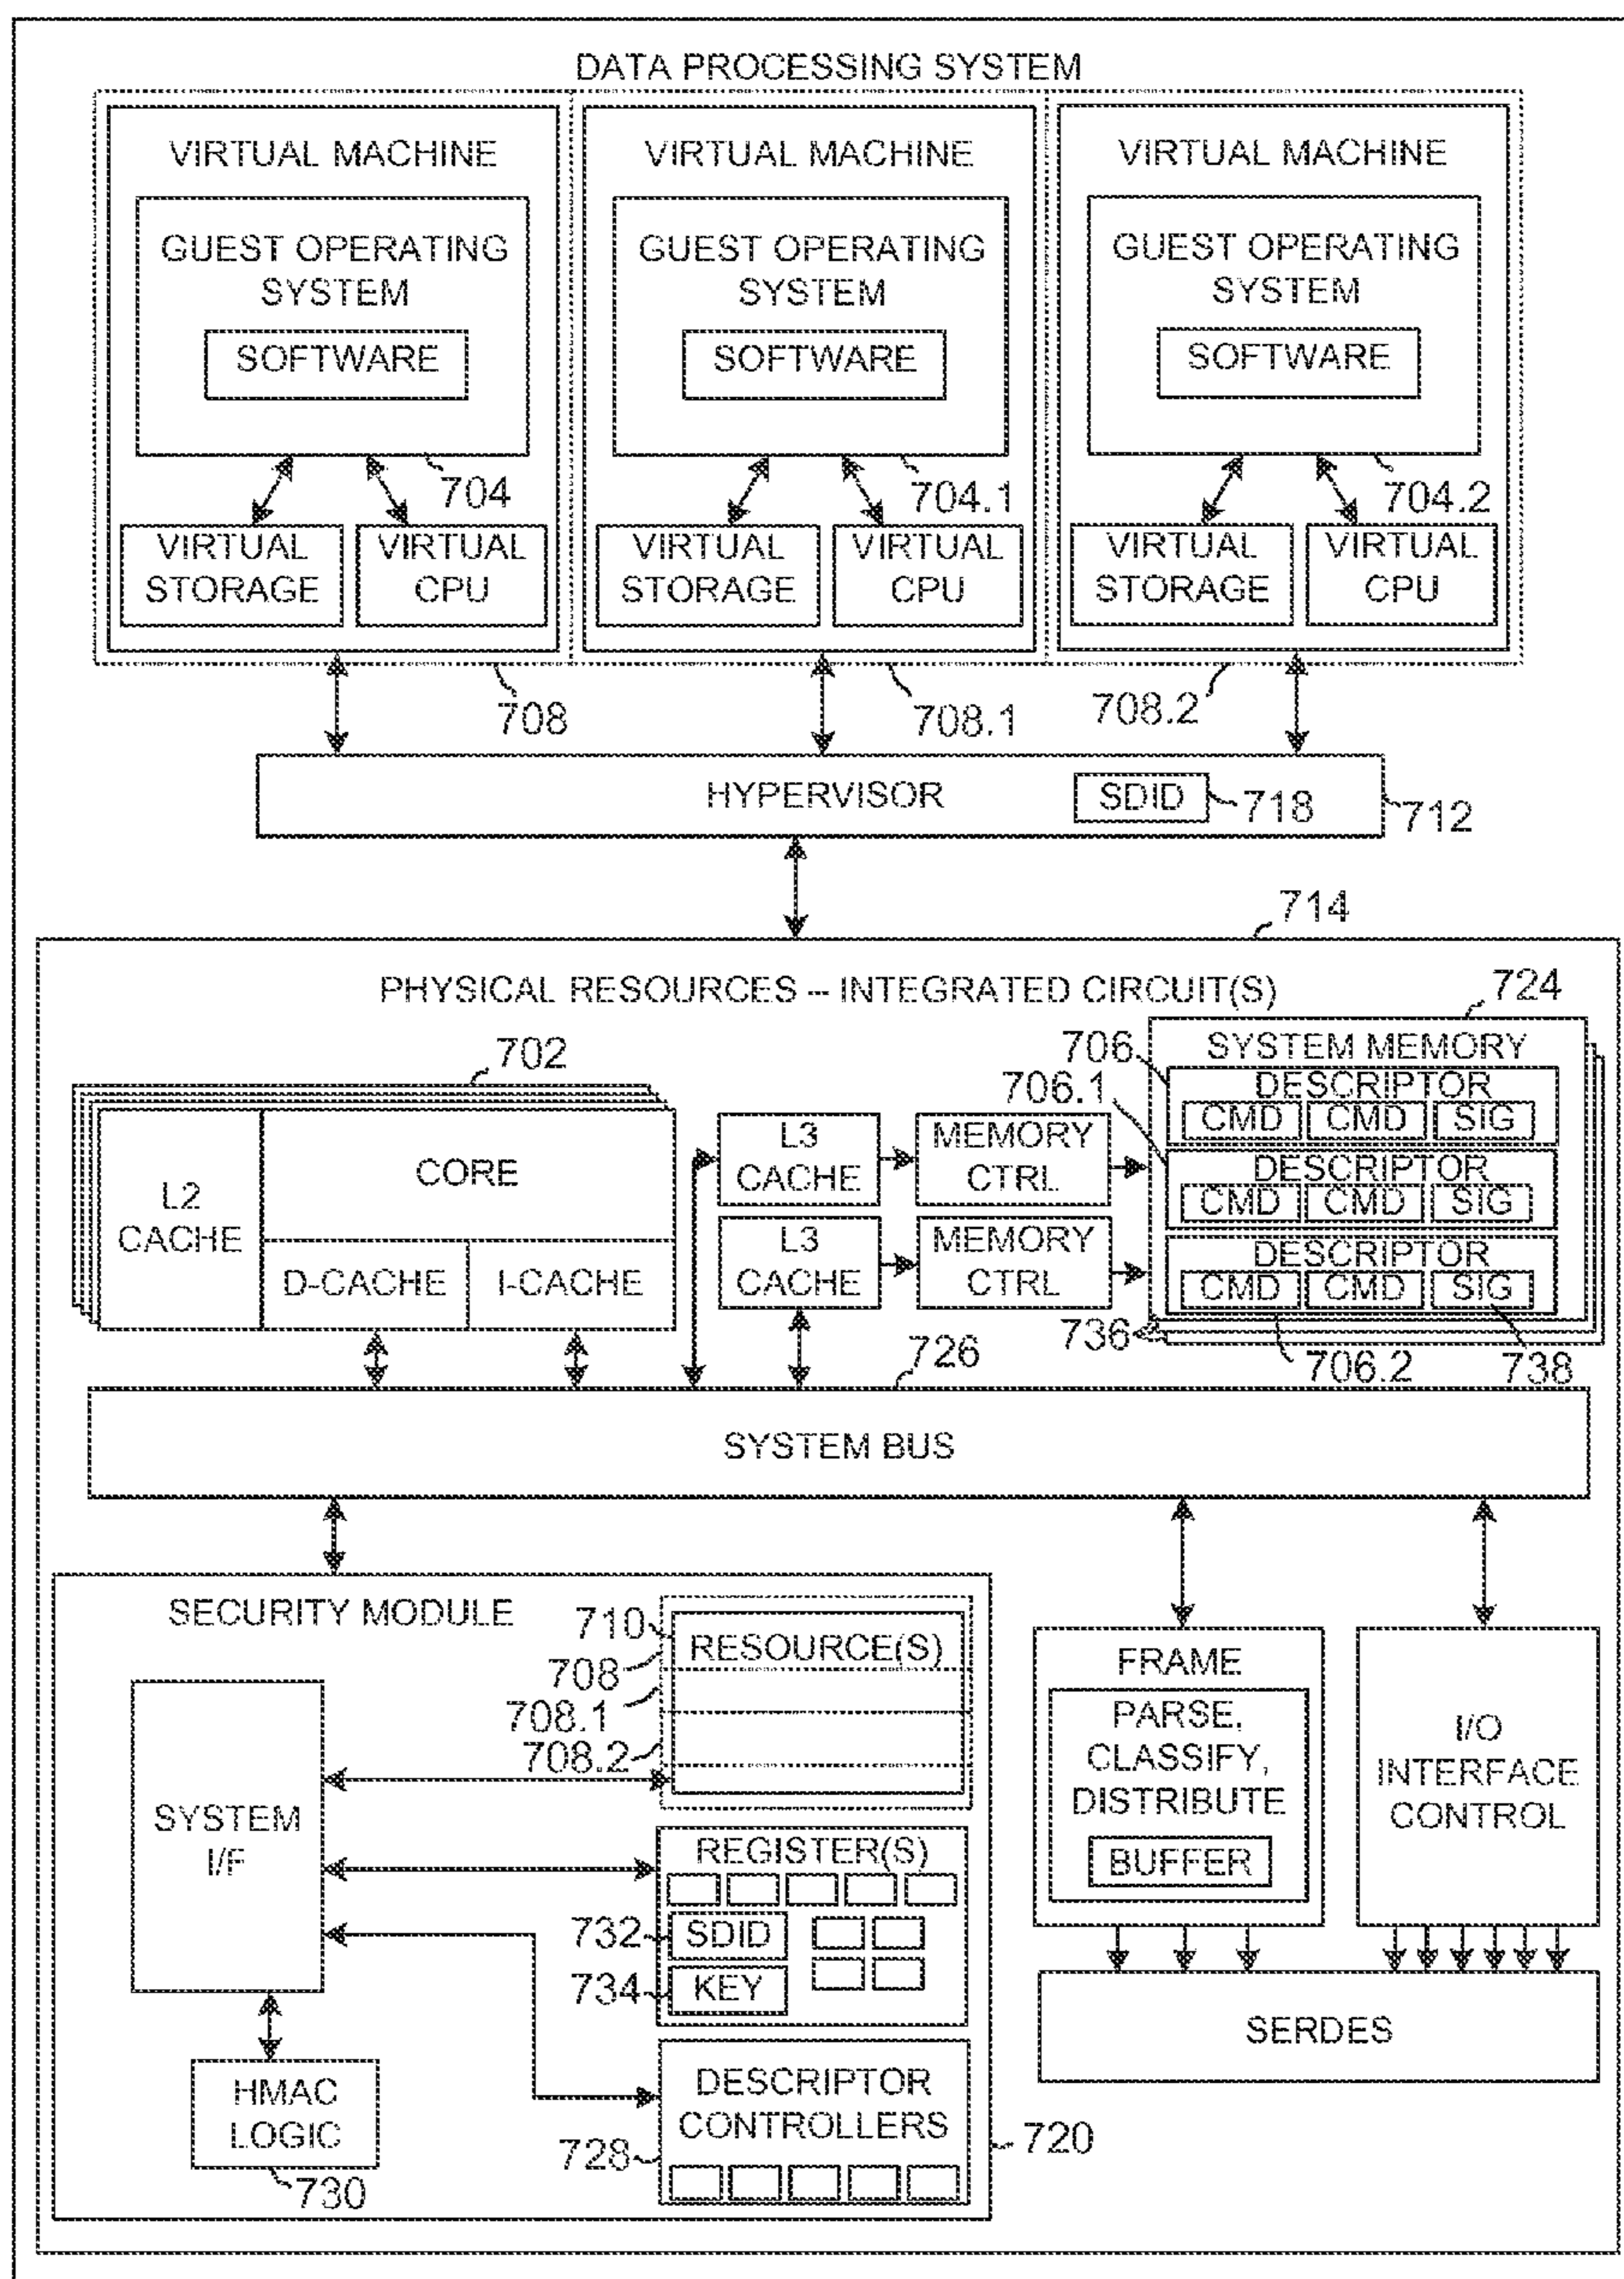 DATA PROCESSING SYSTEM
VIRTUAL MACHINE
GUEST OPERATING
SYSTEM
SOFTWARE
704
VIRTUAL
STORAGE
VIRTUAL
CPU
708
VIRTUAL MACHINE
GUEST OPERATING
SYSTEM
SOFTWARE
704.1
VIRTUAL
STORAGE
VIRTUAL
CPU
708.1
VIRTUAL MACHINE
GUEST OPERATING
SYSTEM
SOFTWARE
704.2
VIRTUAL
STORAGE
VIRTUAL
CPU
708.2
HYPERVISOR
SDID
718
712
714
PHYSICAL RESOURCES -- INTEGRATED CIRCUIT(S)
702
L2
CACHE
CORE
D-CACHE
I-CACHE
L3
CACHE
MEMORY
CTRL
L3
CACHE
MEMORY
CTRL
724
SYSTEM MEMORY
706
DESCRIPTOR
CMD CMD SIG
706.1
DESCRIPTOR
CMD CMD SIG
DESCRIPTOR
CMD CMD SIG
736
706.2
738
726
SYSTEM BUS
SECURITY MODULE
SYSTEM
I/F
HMAC
LOGIC
730
710
RESOURCE(S)
708
708.1
708.2
REGISTER(S)
732
SDID
734
KEY
DESCRIPTOR
CONTROLLERS
728
720
FRAME
PARSE,
CLASSIFY,
DISTRIBUTE
BUFFER
I/O
INTERFACE
CONTROL
SERDES